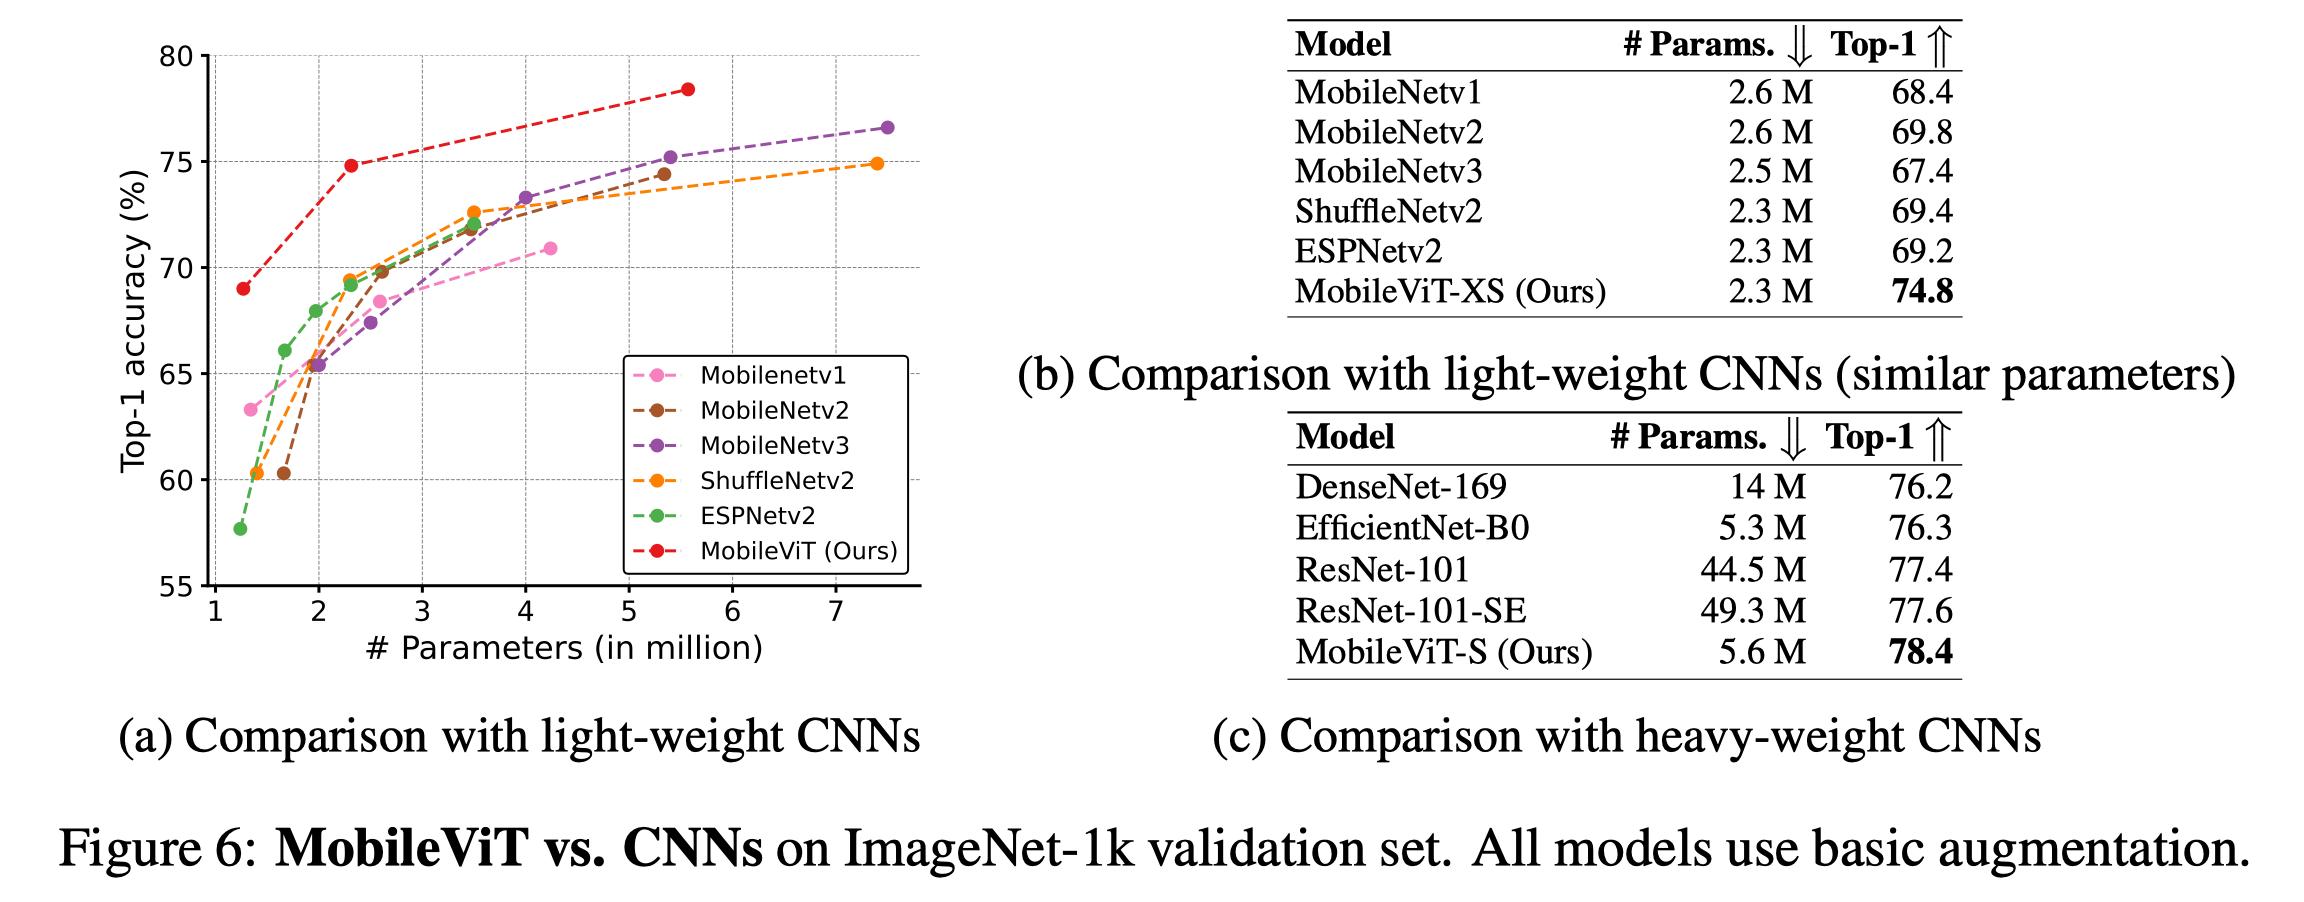 80
75
70
65
60
55
Top-1 accuracy (%)
1 2 3 4 5 6 7
# Parameters (in million)
Mobilenetv1
MobileNetv2
MobileNetv3
ShuffleNetv2
ESPNetv2
MobileViT (Ours)
(a) Comparison with light-weight CNNs
Model # Params. ⇓ Top-1 ⇑
MobileNetv1 2.6 M 68.4
MobileNetv2 2.6 M 69.8
MobileNetv3 2.5 M 67.4
ShuffleNetv2 2.3 M 69.4
ESPNetv2 2.3 M 69.2
MobileViT-XS (Ours) 2.3 M 74.8
(b) Comparison with light-weight CNNs (similar parameters)
Model # Params. ⇓ Top-1 ⇑
DenseNet-169 14 M 76.2
EfficientNet-B0 5.3 M 76.3
ResNet-101 44.5 M 77.4
ResNet-101-SE 49.3 M 77.6
MobileViT-S (Ours) 5.6 M 78.4
(c) Comparison with heavy-weight CNNs
Figure 6: MobileViT vs. CNNs on ImageNet-1k validation set. All models use basic augmentation.